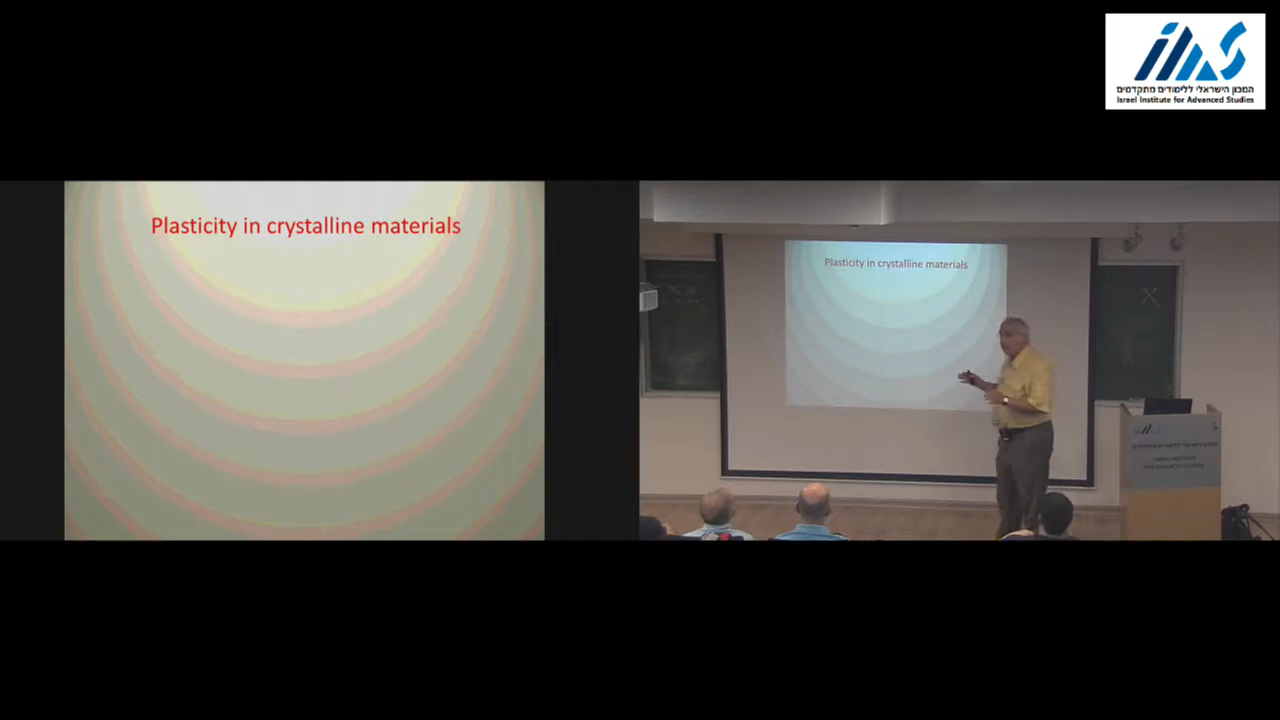 המכון הישראלי ללימודים מתקדמים
Israel Institute for Advanced Studies
Plasticity in crystalline materials
Plasticity in crystalline materials